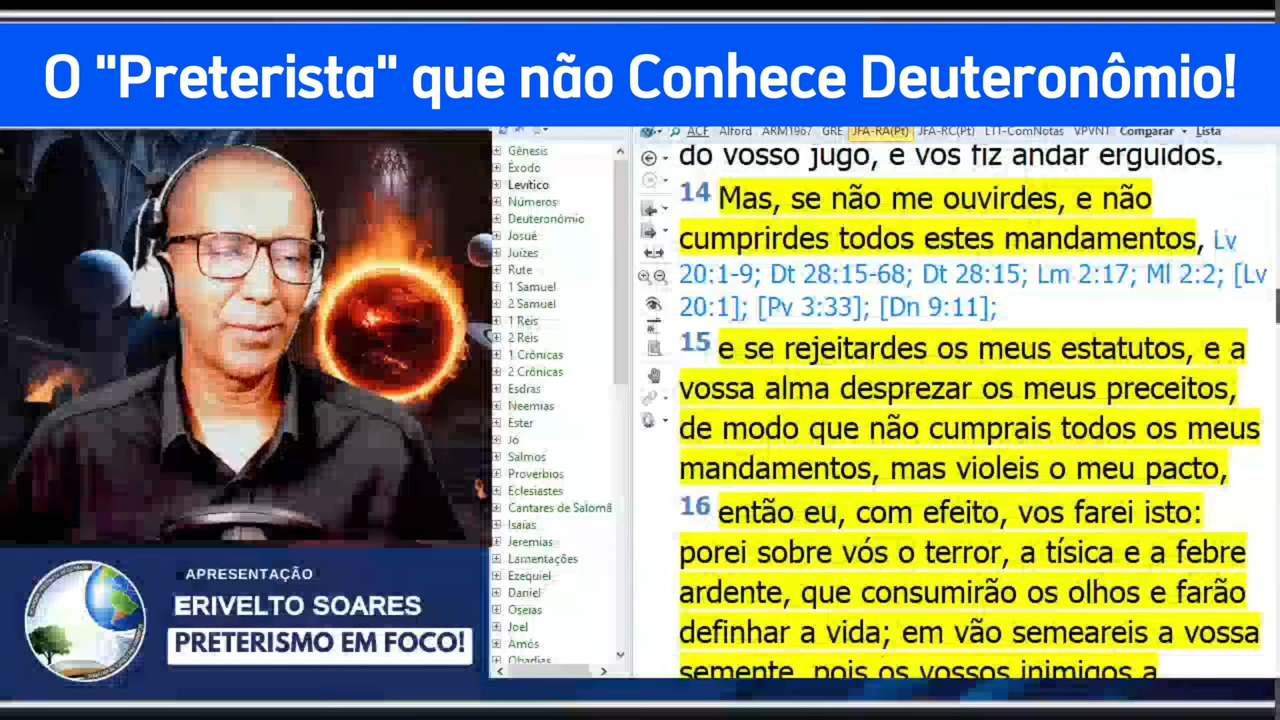 O "Preterista" que não Conhece Deuteronômio!
ACF Alford ARM1967 GRE JFA-RA(Pt) JFA-RC(Pt) LTT-ComNotas VPVNT Comparar Lista
Gênesis
Êxodo
Levítico
Números
Deuteronômio
Josué
Juízes
Rute
1 Samuel
2 Samuel
1 Reis
2 Reis
1 Crônicas
2 Crônicas
Esdras
Neemias
Ester
Jó
Salmos
Provérbios
Eclesiastes
Cantares de Salomã
Isaías
Jeremias
Lamentações
Ezequiel
Daniel
Oséias
Joel
Amós
Obadias
do vosso jugo, e vos fiz andar erguidos.
14 Mas, se não me ouvirdes, e não
cumprirdes todos estes mandamentos, Lv
20:1-9; Dt 28:15-68; Dt 28:15; Lm 2:17; Ml 2:2; [Lv
20:1]; [Pv 3:33]; [Dn 9:11];
15 e se rejeitardes os meus estatutos, e a
vossa alma desprezar os meus preceitos,
de modo que não cumprais todos os meus
mandamentos, mas violeis o meu pacto,
16 então eu, com efeito, vos farei isto:
porei sobre vós o terror, a tísica e a febre
ardente, que consumirão os olhos e farão
definhar a vida; em vão semeareis a vossa
semente, pois os vossos inimigos a
APRESENTAÇÃO
ERIVELTO SOARES
PRETERISMO EM FOCO!